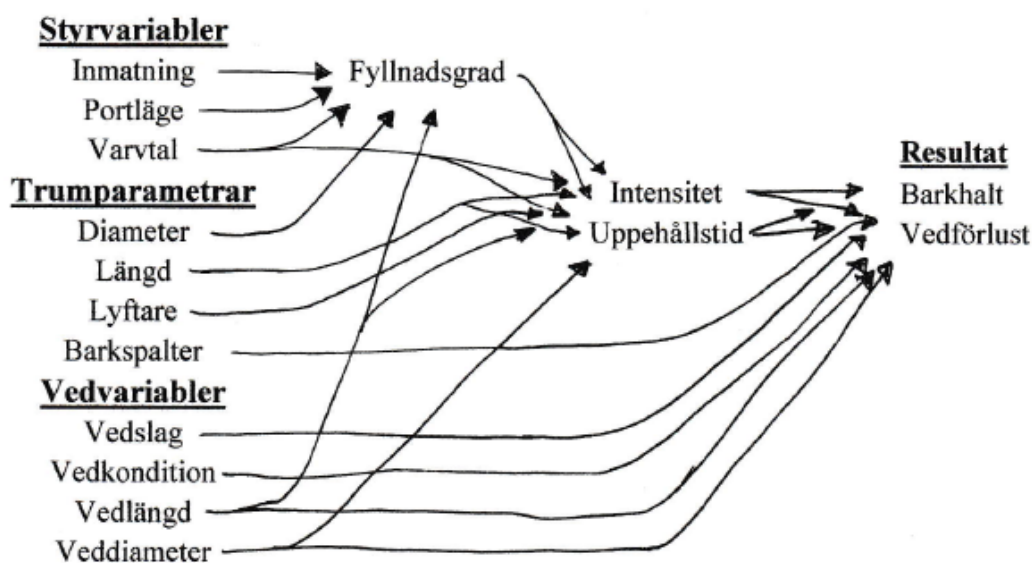 Styrvariabler
Inmatning
Portläge
Varvtal
Trumparametrar
Diameter
Längd
Lyftare
Barkspalter
Vedvariabler
Vedslag
Vedkondition
Vedlängd
Veddiameter
Fyllnadsgrad
Intensitet
Uppehållstid
Resultat
Barkhalt
Vedförlust